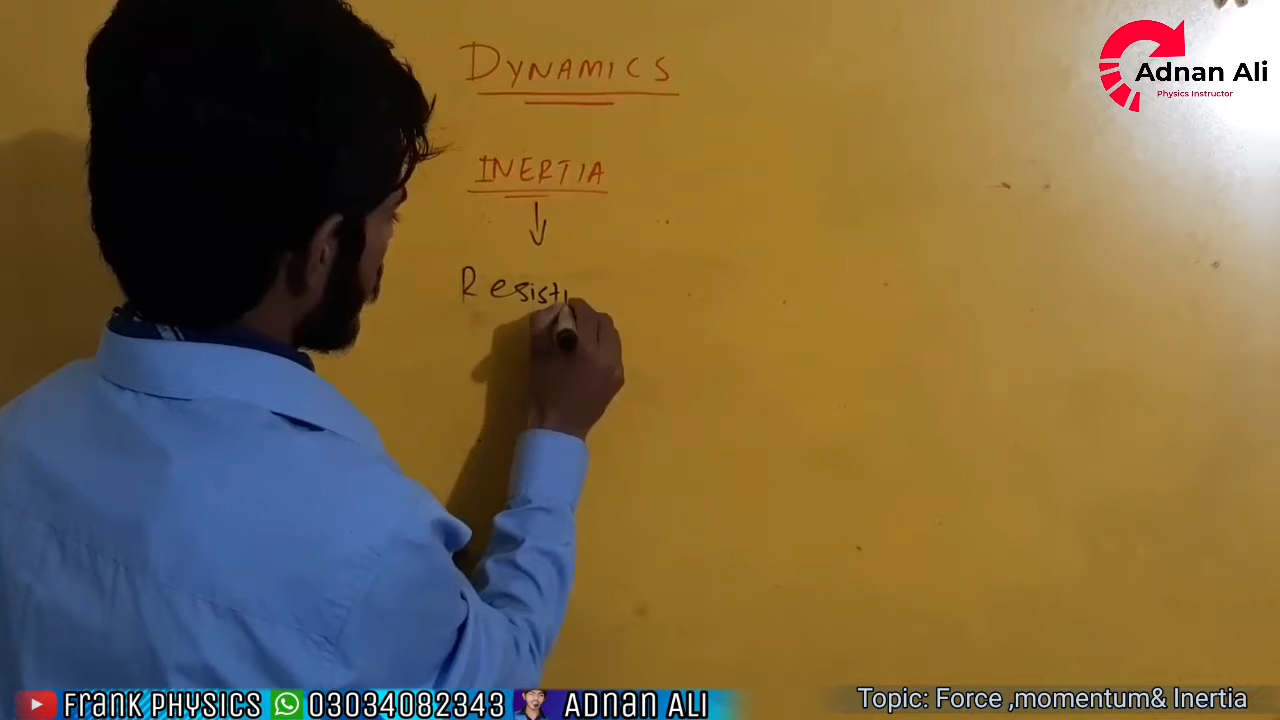 Dynamics
INERTIA
Resisti
Adnan Ali
Physics Instructor
Frank Physics 03034082343 Adnan Ali
Topic: Force ,momentum& Inertia